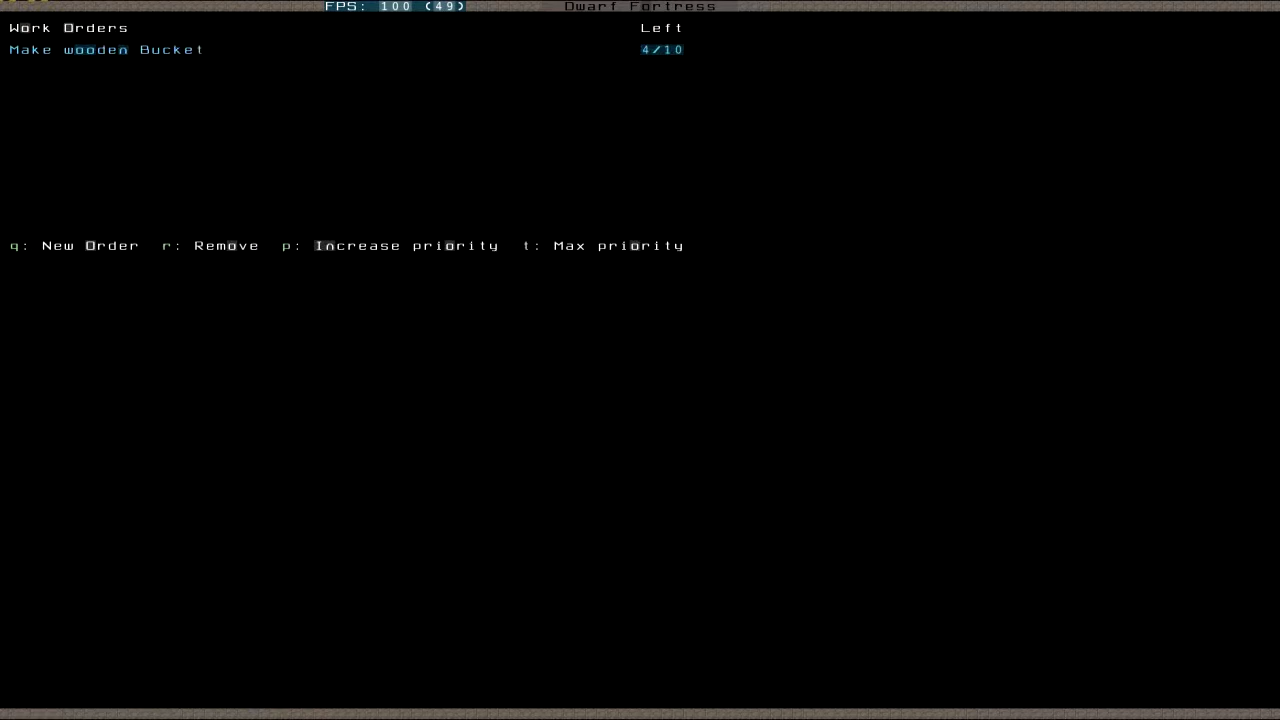 FPS: 100 (49) Dwarf Fortress
Work Orders Left
Make wooden Bucket 4/10
q: New Order r: Remove p: Increase priority t: Max priority